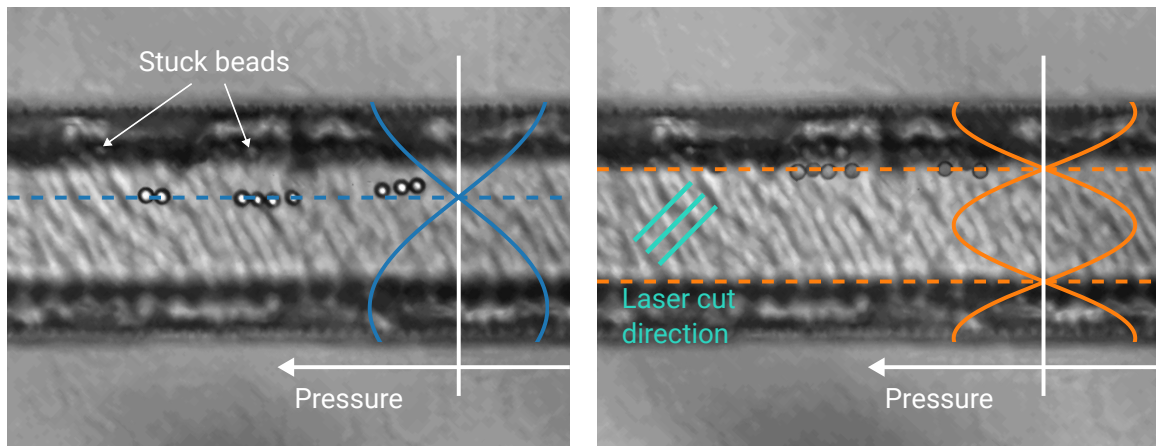 Stuck beads
Pressure
Laser cut
direction
Pressure